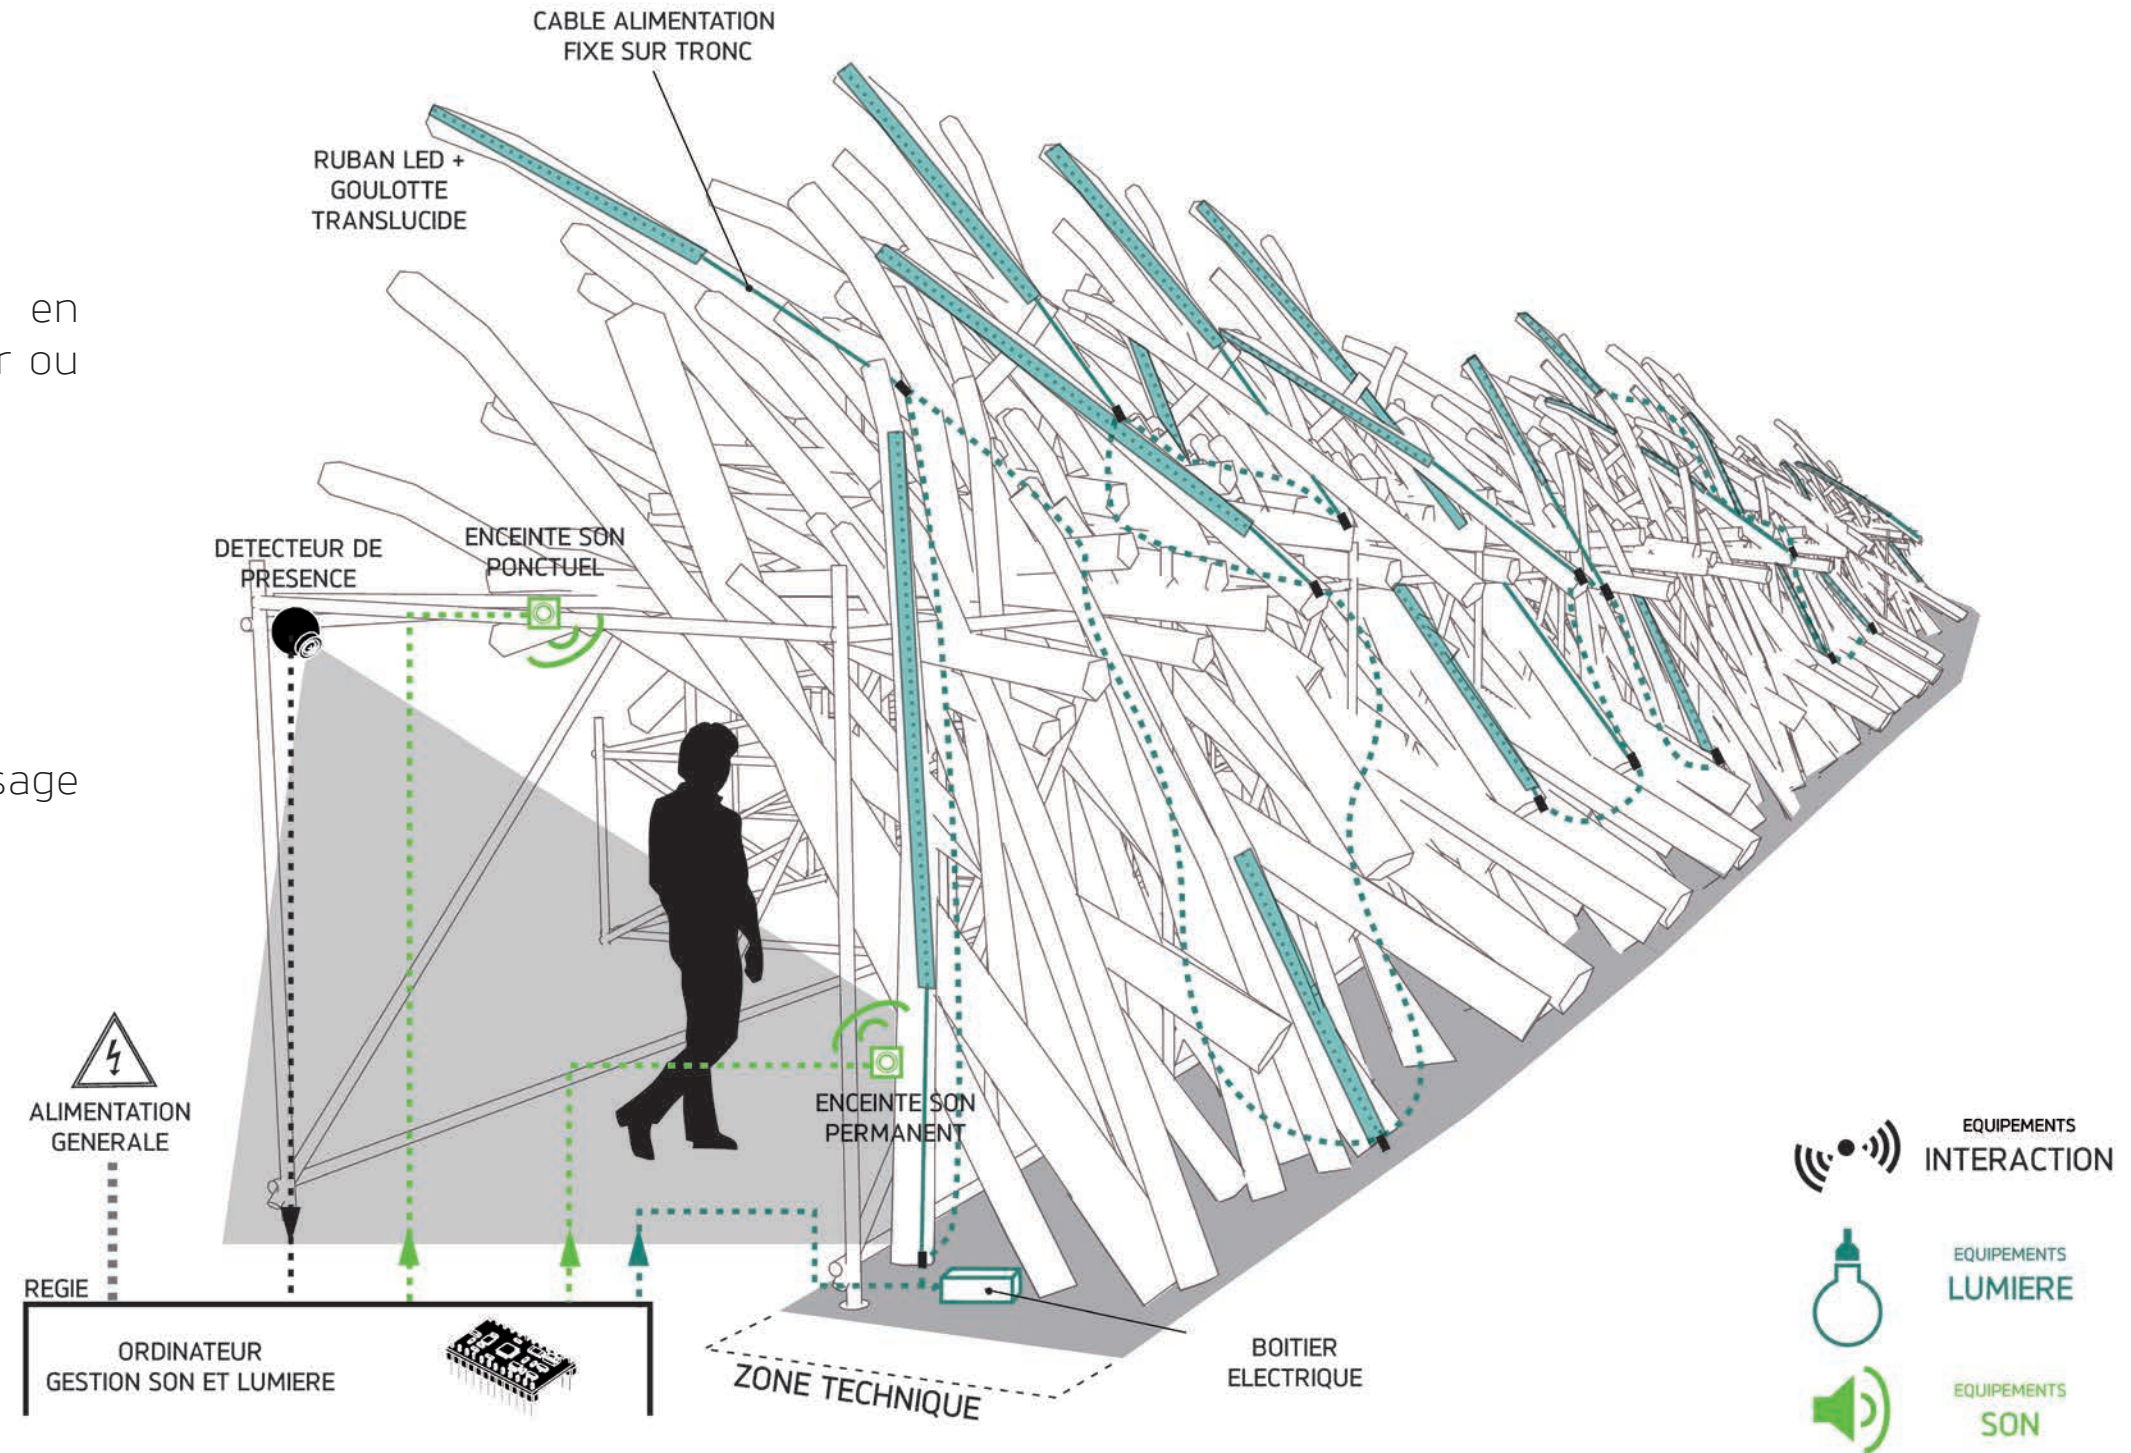 CABLE ALIMENTATION
FIXE SUR TRONC
RUBAN LED +
GOULOTTE
TRANSLUCIDE
en
r ou
DETECTEUR DE
PRESENCE
ENCEINTE SON
PONCTUEL
sage
ALIMENTATION
GENERALE
ENCEINTE SON
PERMANENT
REGIE
ORDINATEUR
GESTION SON ET LUMIERE
ZONE TECHNIQUE
BOITIER
ELECTRIQUE
EQUIPEMENTS
INTERACTION
EQUIPEMENTS
LUMIERE
EQUIPEMENTS
SON